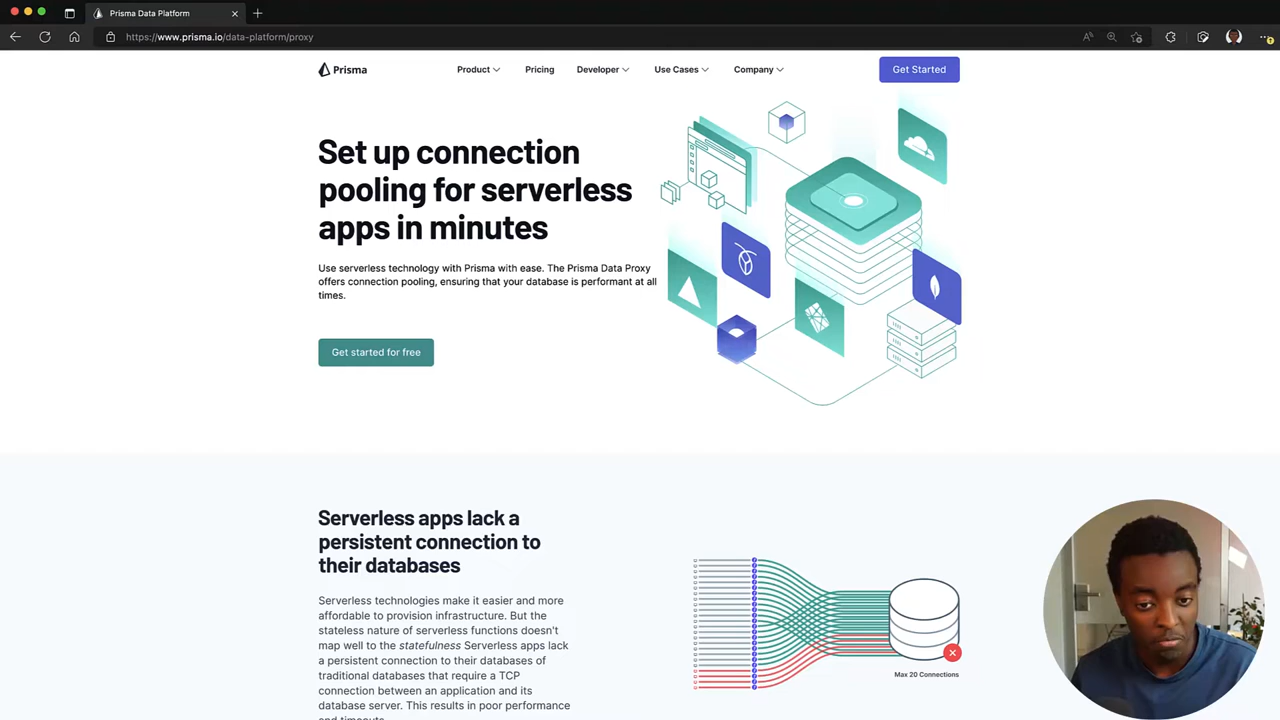 Prisma Data Platform
https://www.prisma.io/data-platform/proxy
Prisma
Product
Pricing
Developer
Use Cases
Company
Get Started
Set up connection
pooling for serverless
apps in minutes
Use serverless technology with Prisma with ease. The Prisma Data Proxy
offers connection pooling, ensuring that your database is performant at all
times.
Get started for free
Serverless apps lack a
persistent connection to
their databases
Serverless technologies make it easier and more
affordable to provision infrastructure. But the
stateless nature of serverless functions doesn't
map well to the statefulness Serverless apps lack
a persistent connection to their databases of
traditional databases that require a TCP
connection between an application and its
database server. This results in poor performance
and timeouts.
Max 20 Connections